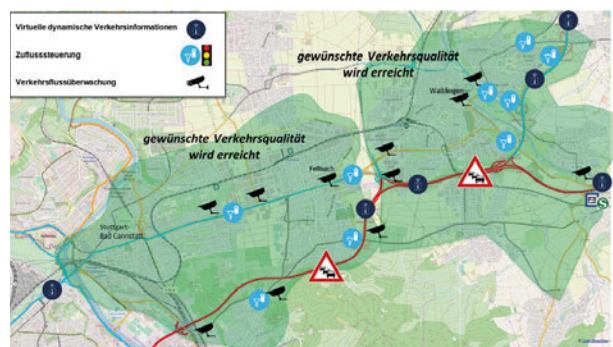 Virtuelle dynamische Verkehrsinformationen
Zuflusssteuerung
Verkehrsflussüberwachung
gewünschte Verkehrsqualität
wird erreicht
Waiblingen
gewünschte Verkehrsqualität
wird erreicht
Fellbach
Stuttgart-
Bad Cannstatt